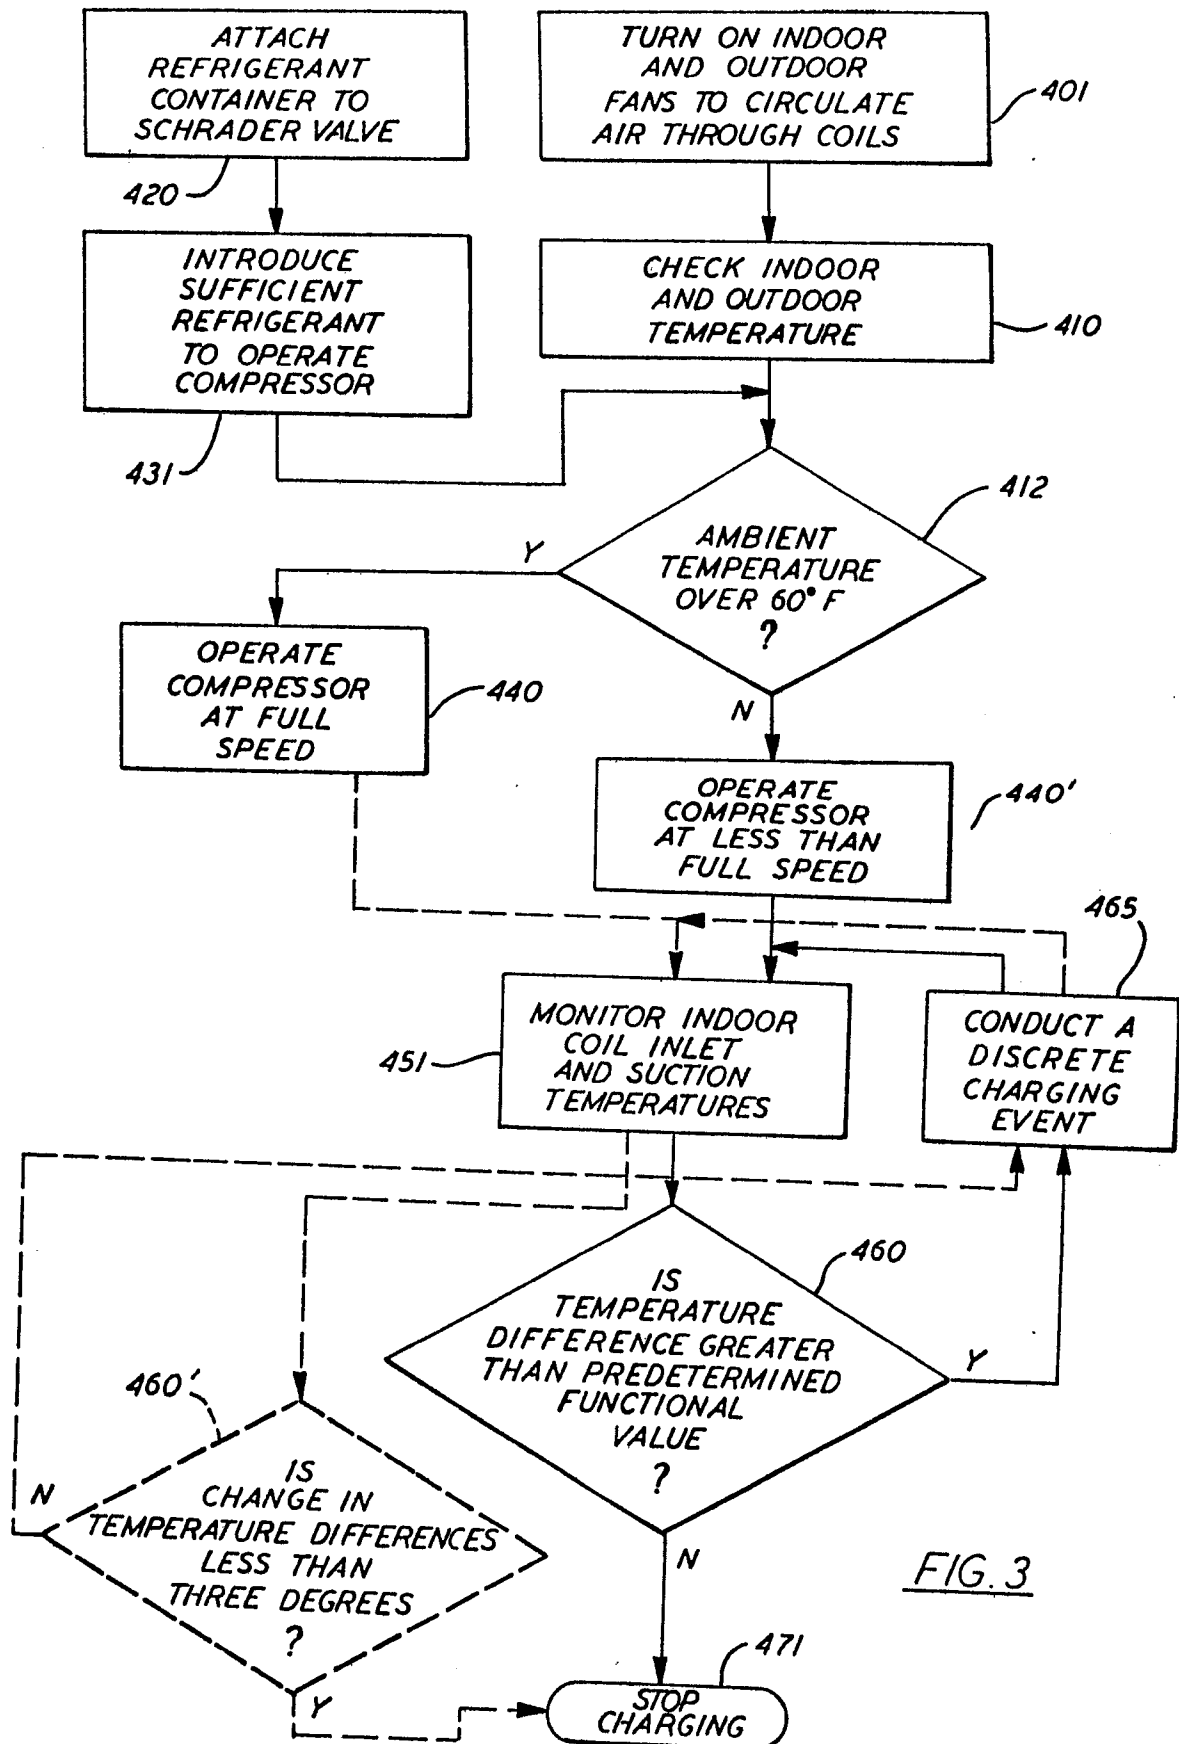 ATTACH
REFRIGERANT
CONTAINER TO
SCHRADER VALVE
420
TURN ON INDOOR
AND OUTDOOR
FANS TO CIRCULATE
AIR THROUGH COILS
401
INTRODUCE
SUFFICIENT
REFRIGERANT
TO OPERATE
COMPRESSOR
431
CHECK INDOOR
AND OUTDOOR
TEMPERATURE
410
AMBIENT
TEMPERATURE
OVER 60° F
?
412
Y
N
OPERATE
COMPRESSOR
AT FULL
SPEED
440
OPERATE
COMPRESSOR
AT LESS THAN
FULL SPEED
440'
465
CONDUCT A
DISCRETE
CHARGING
EVENT
MONITOR INDOOR
COIL INLET
AND SUCTION
TEMPERATURES
451
IS
TEMPERATURE
DIFFERENCE GREATER
THAN PREDETERMINED
FUNCTIONAL
VALUE
?
460
Y
N
460'
IS
CHANGE IN
TEMPERATURE DIFFERENCES
LESS THAN
THREE DEGREES
?
N
Y
471
STOP
CHARGING
FIG. 3